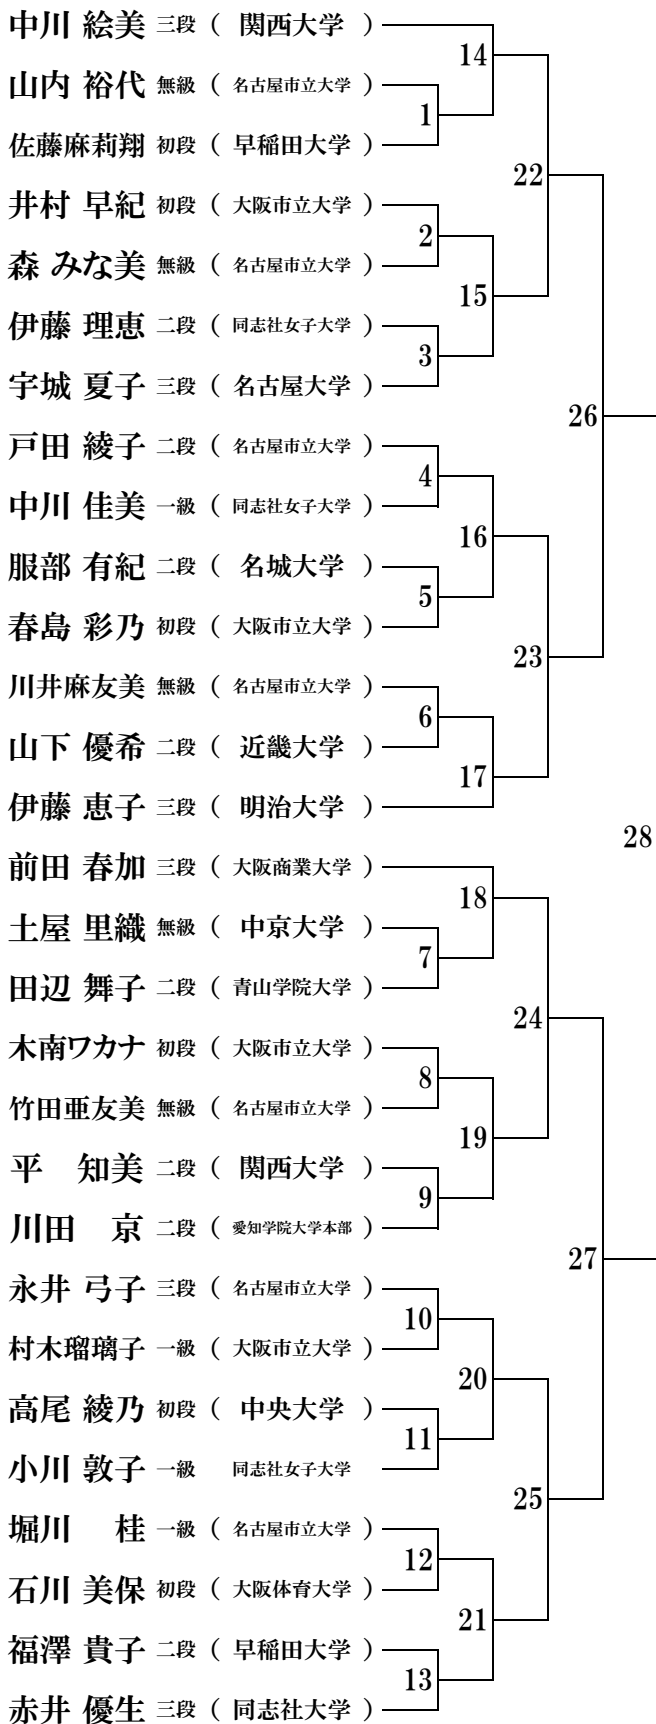 中川 絵美 三段 ( 関西大学 )
14
山内 裕代 無級 ( 名古屋市立大学 )
1
佐藤麻莉翔 初段 ( 早稲田大学 )
22
井村 早紀 初段 ( 大阪市立大学 )
2
森 みな美 無級 ( 名古屋市立大学 )
15
伊藤 理恵 二段 ( 同志社女子大学 )
3
宇城 夏子 三段 ( 名古屋大学 )
26
戸田 綾子 二段 ( 名古屋市立大学 )
4
中川 佳美 一級 ( 同志社女子大学 )
16
服部 有紀 二段 ( 名城大学 )
5
春島 彩乃 初段 ( 大阪市立大学 )
23
川井麻友美 無級 ( 名古屋市立大学 )
6
山下 優希 二段 ( 近畿大学 )
17
伊藤 恵子 三段 ( 明治大学 )
28
前田 春加 三段 ( 大阪商業大学 )
18
土屋 里織 無級 ( 中京大学 )
7
田辺 舞子 二段 ( 青山学院大学 )
24
木南ワカナ 初段 ( 大阪市立大学 )
8
竹田亜友美 無級 ( 名古屋市立大学 )
19
平 知美 二段 ( 関西大学 )
9
川田 京 二段 ( 愛知学院大学本部 )
27
永井 弓子 三段 ( 名古屋市立大学 )
10
村木瑠璃子 一級 ( 大阪市立大学 )
20
高尾 綾乃 初段 ( 中央大学 )
11
小川 敦子 一級 同志社女子大学
25
堀川 桂 一級 ( 名古屋市立大学 )
12
石川 美保 初段 ( 大阪体育大学 )
21
福澤 貴子 二段 ( 早稲田大学 )
13
赤井 優生 三段 ( 同志社大学 )